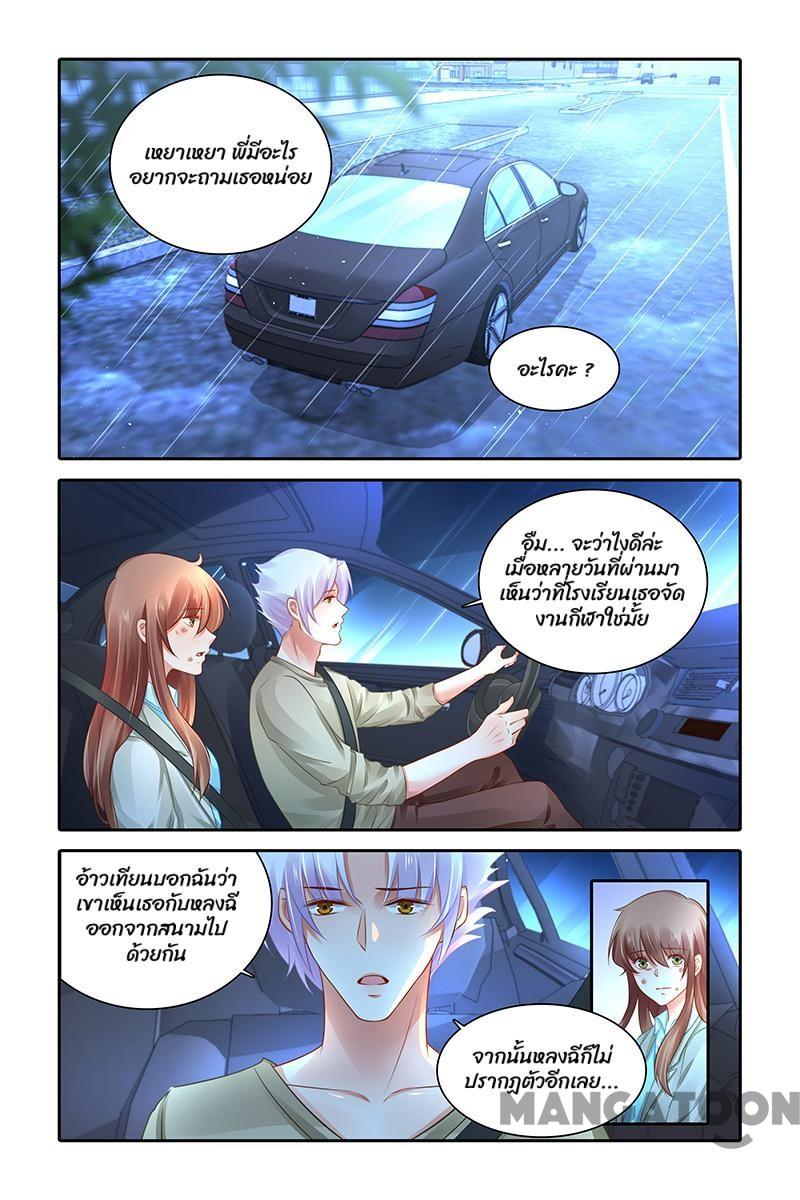 เหยาเหยา พี่มีอะไร
อยากจะถามเธอหน่อย
อะไรคะ ?
อืม... จะว่าไงดีล่ะ
เมื่อหลายวันที่ผ่านมา
เห็นว่าที่โรงเรียนเธอจัด
งานกีฬาใช่มั้ย
อ้าวเทียนบอกฉันว่า
เขาเห็นเธอกับหลงฉี
ออกจากสนามไป
ด้วยกัน
จากนั้นหลงฉีก็ไม่
ปรากฏตัวอีกเลย...
MANGATOON